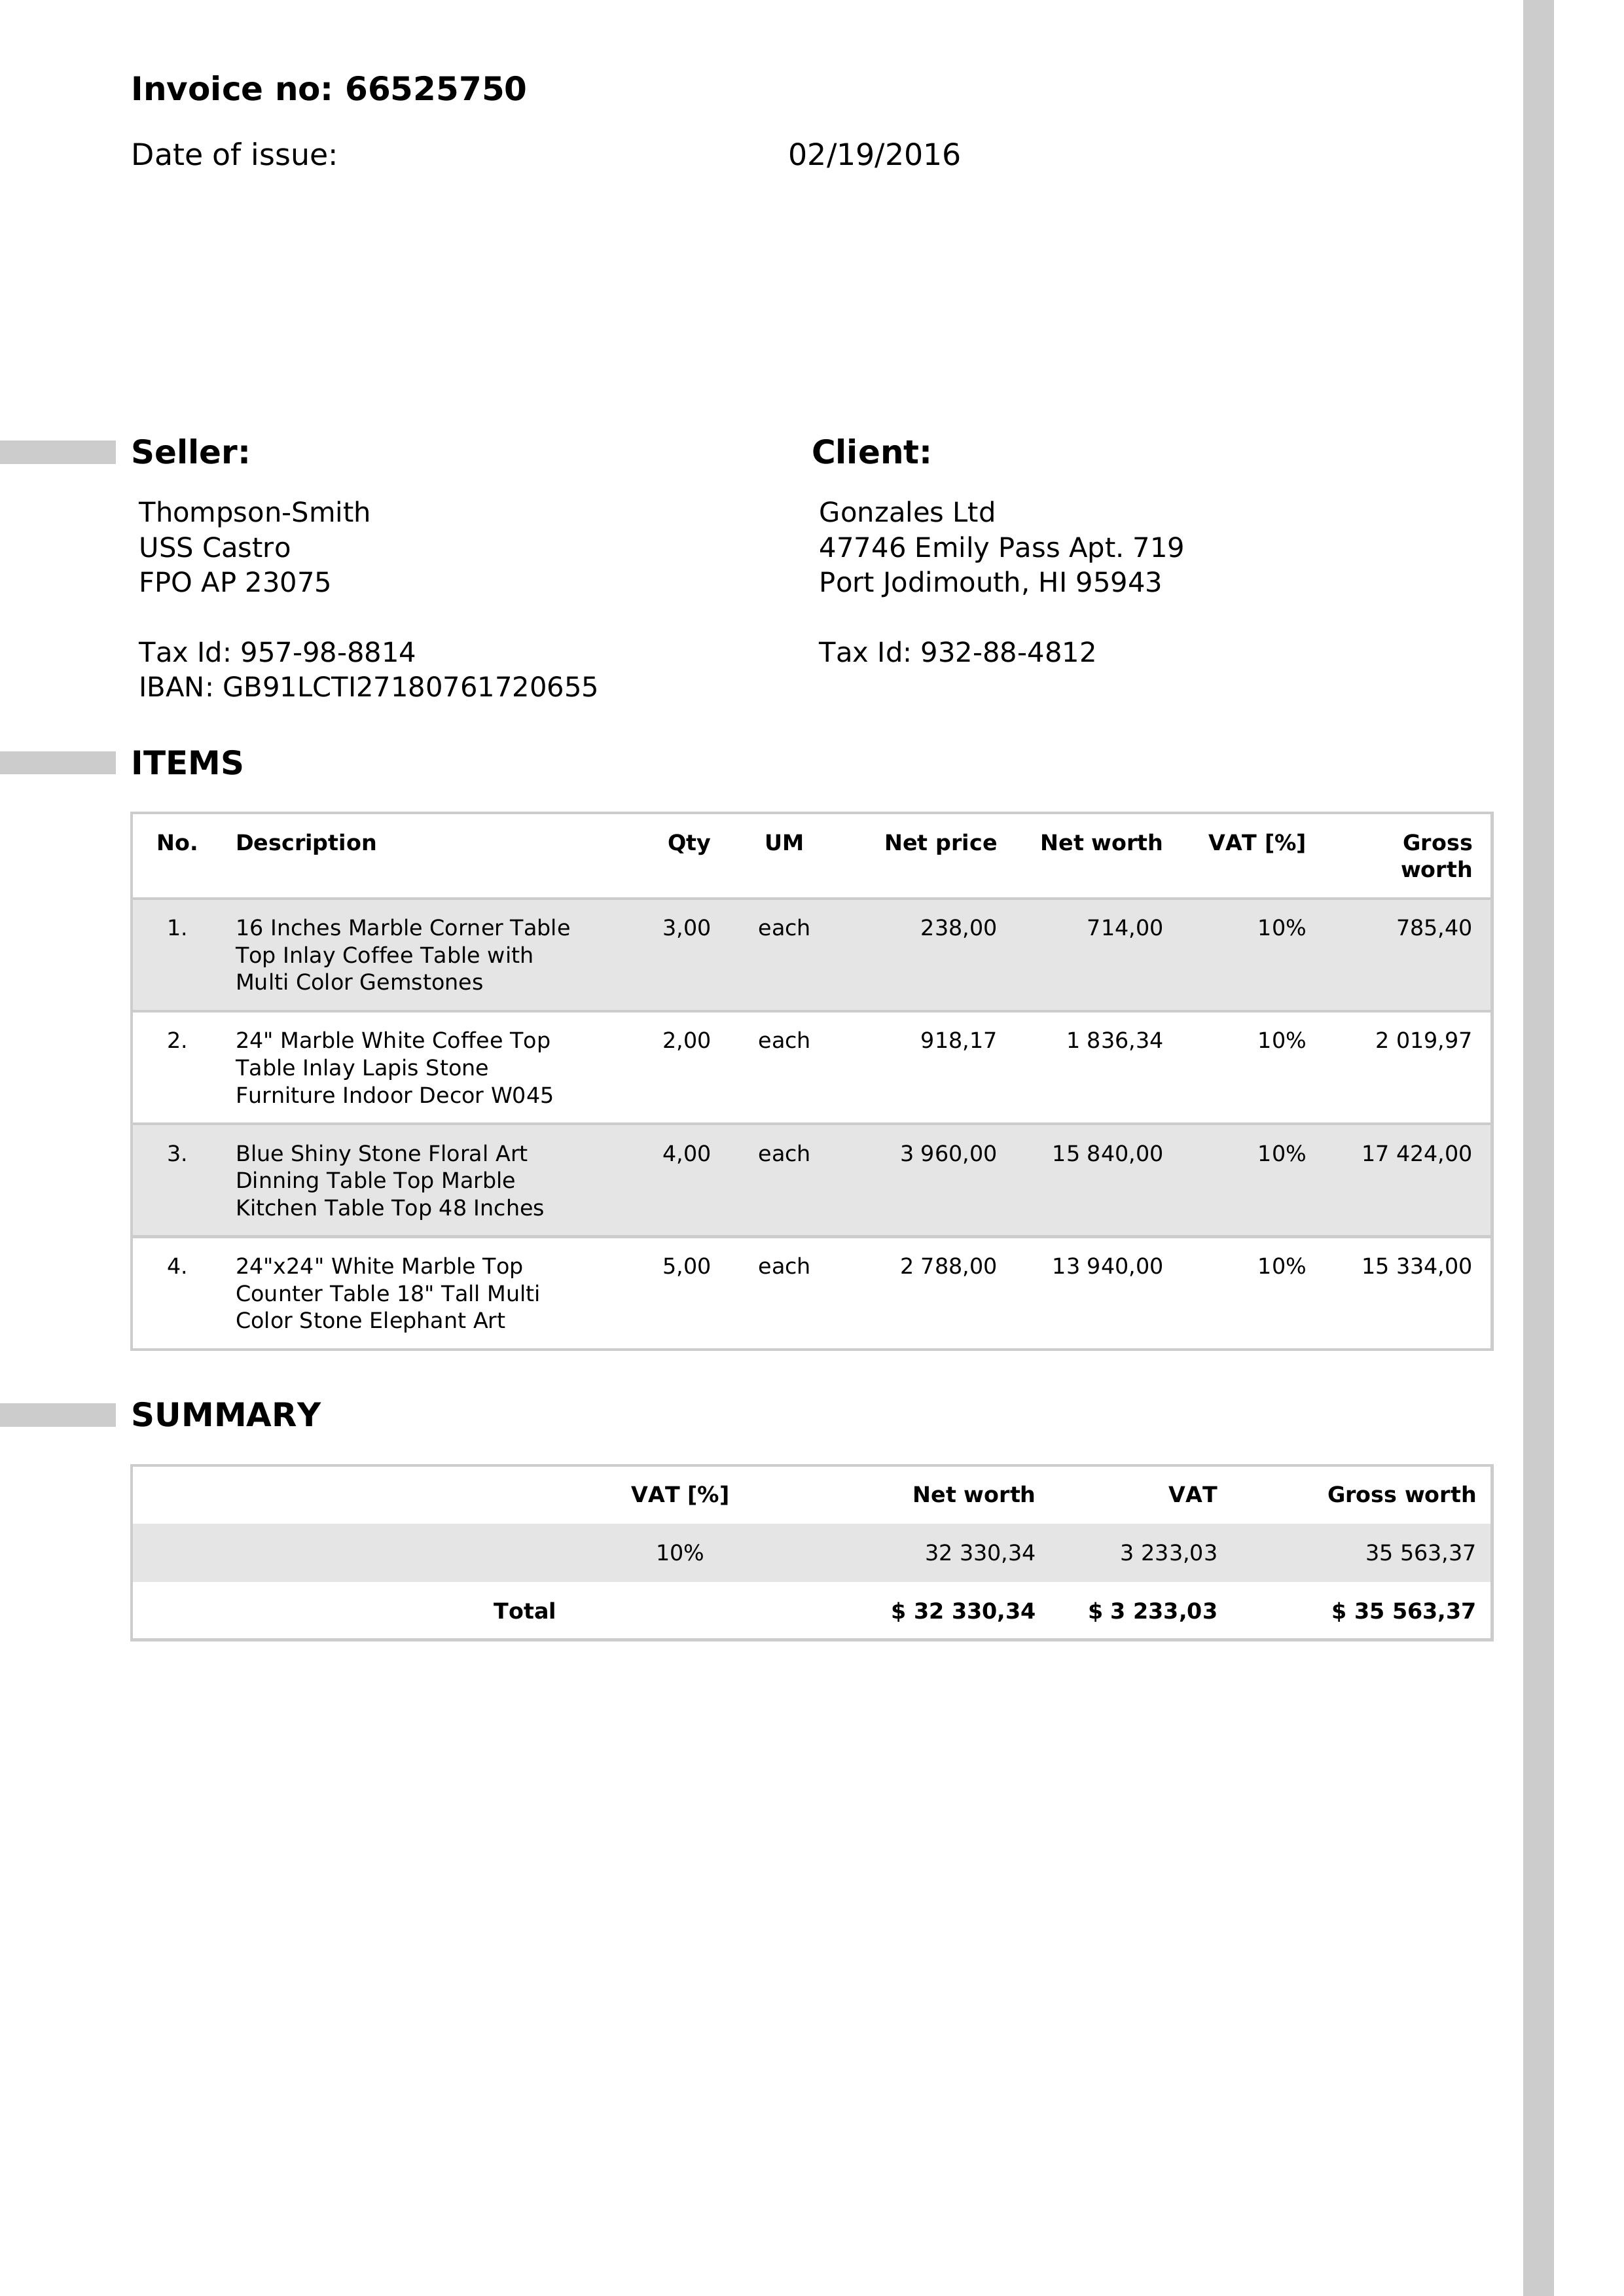 Invoice no: 66525750
Date of issue: 02/19/2016
Seller:
Thompson-Smith
USS Castro
FPO AP 23075
Tax Id: 957-98-8814
IBAN: GB91LCTI27180761720655
Client:
Gonzales Ltd
47746 Emily Pass Apt. 719
Port Jodimouth, HI 95943
Tax Id: 932-88-4812
ITEMS
No. Description Qty UM Net price Net worth VAT [%] Gross
worth
1. 16 Inches Marble Corner Table 3,00 each 238,00 714,00 10% 785,40
Top Inlay Coffee Table with
Multi Color Gemstones
2. 24" Marble White Coffee Top 2,00 each 918,17 1 836,34 10% 2 019,97
Table Inlay Lapis Stone
Furniture Indoor Decor W045
3. Blue Shiny Stone Floral Art 4,00 each 3 960,00 15 840,00 10% 17 424,00
Dinning Table Top Marble
Kitchen Table Top 48 Inches
4. 24"x24" White Marble Top 5,00 each 2 788,00 13 940,00 10% 15 334,00
Counter Table 18" Tall Multi
Color Stone Elephant Art
SUMMARY
VAT [%] Net worth VAT Gross worth
10% 32 330,34 3 233,03 35 563,37
Total $ 32 330,34 $ 3 233,03 $ 35 563,37